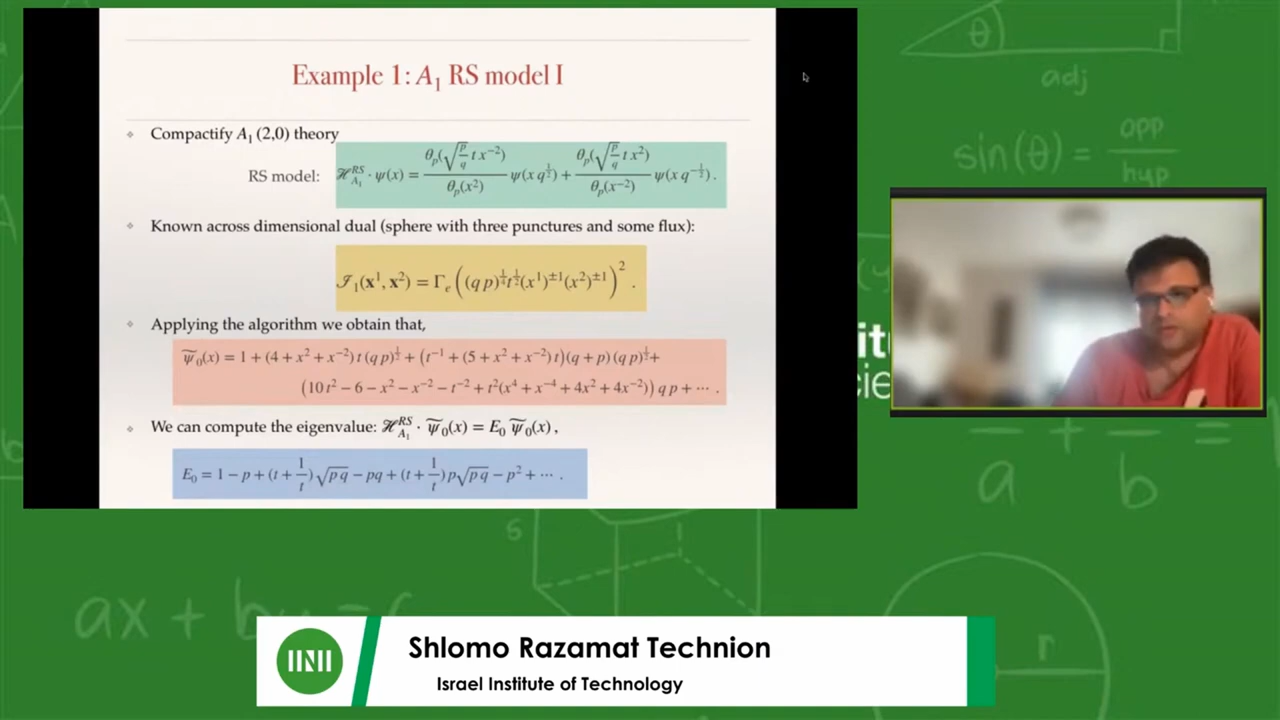 Example 1: A₁ RS model I
Compactify A₁ (2,0) theory
RS model: ℋ^{RS}_{A₁} · ψ(x) = θ_p(√(p/q) t x^{-2}) / θ_p(x²) ψ(x q^{1/2}) + θ_p(√(p/q) t x²) / θ_p(x^{-2}) ψ(x q^{-1/2}) .
Known across dimensional dual (sphere with three punctures and some flux):
ℐ₁(x¹, x²) = Γ_e((q p)^{1/4} t^{1/2} (x¹)^{±1} (x²)^{±1})² .
Applying the algorithm we obtain that,
ψ̃₀(x) = 1 + (4 + x² + x^{-2}) t (q p)^{1/2} + (t^{-1} + (5 + x² + x^{-2}) t)(q + p) (q p)^{1/2} +
(10 t² − 6 − x² − x^{-2} − t^{-2} + t²(x⁴ + x^{-4} + 4x² + 4x^{-2})) q p + ⋯ .
We can compute the eigenvalue: ℋ^{RS}_{A₁} · ψ̃₀(x) = E₀ ψ̃₀(x) ,
E₀ = 1 − p + (t + 1/t) √(p q) − pq + (t + 1/t) p√(p q) − p² + ⋯ .
θ
adj
sin(θ) = opp/hyp
a + b =
5
1
ax + by =
r
Shlomo Razamat Technion
Israel Institute of Technology